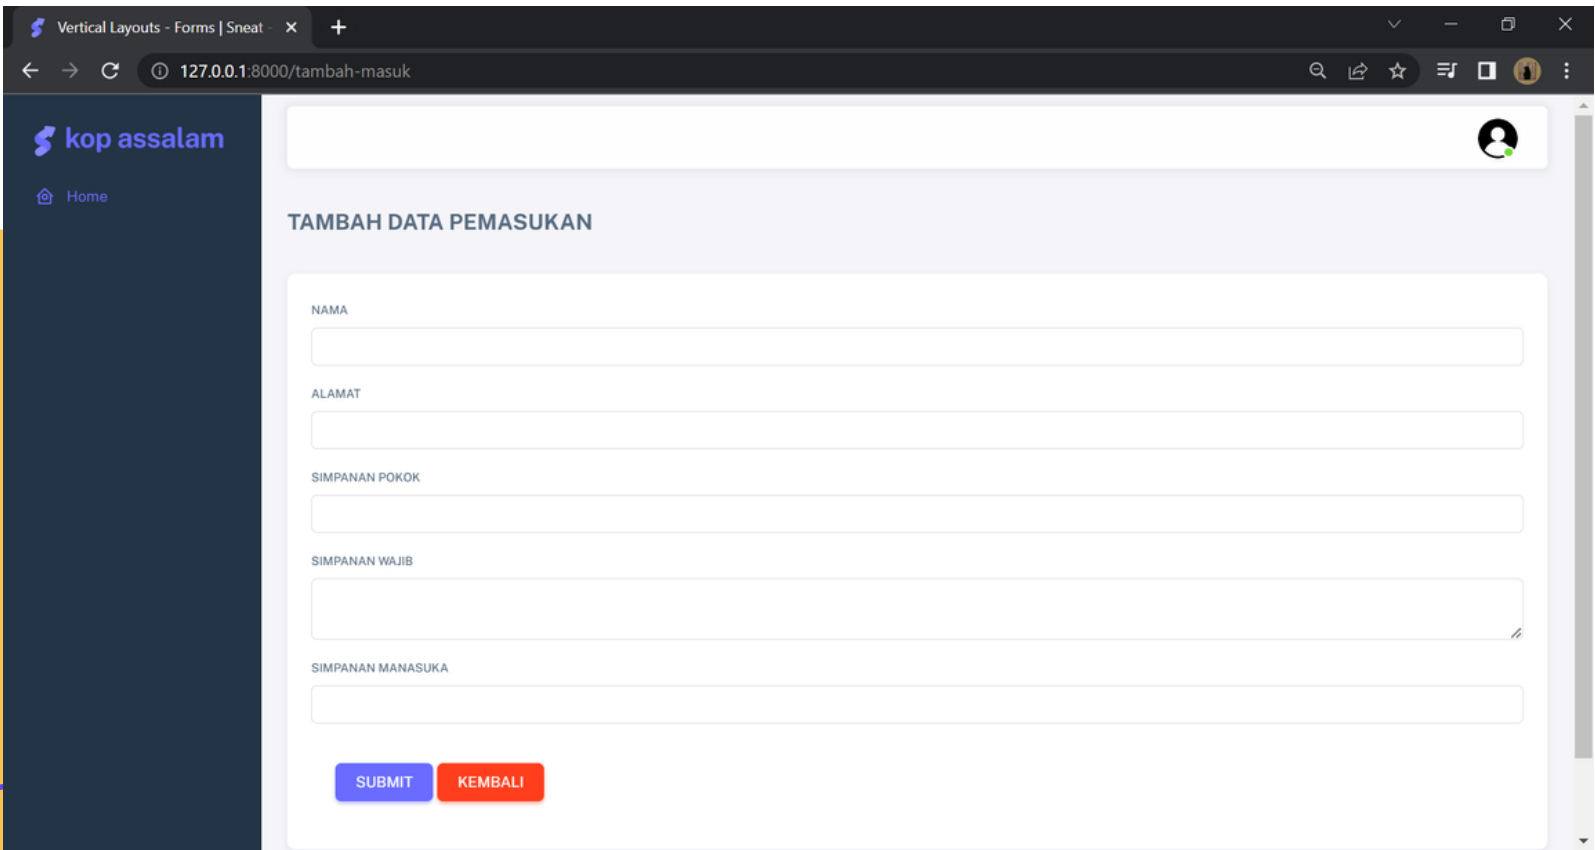 Vertical Layouts - Forms | Sneat -
127.0.0.1:8000/tambah-masuk
kop assalam
Home
TAMBAH DATA PEMASUKAN
NAMA
ALAMAT
SIMPANAN POKOK
SIMPANAN WAJIB
SIMPANAN MANASUKA
SUBMIT KEMBALI